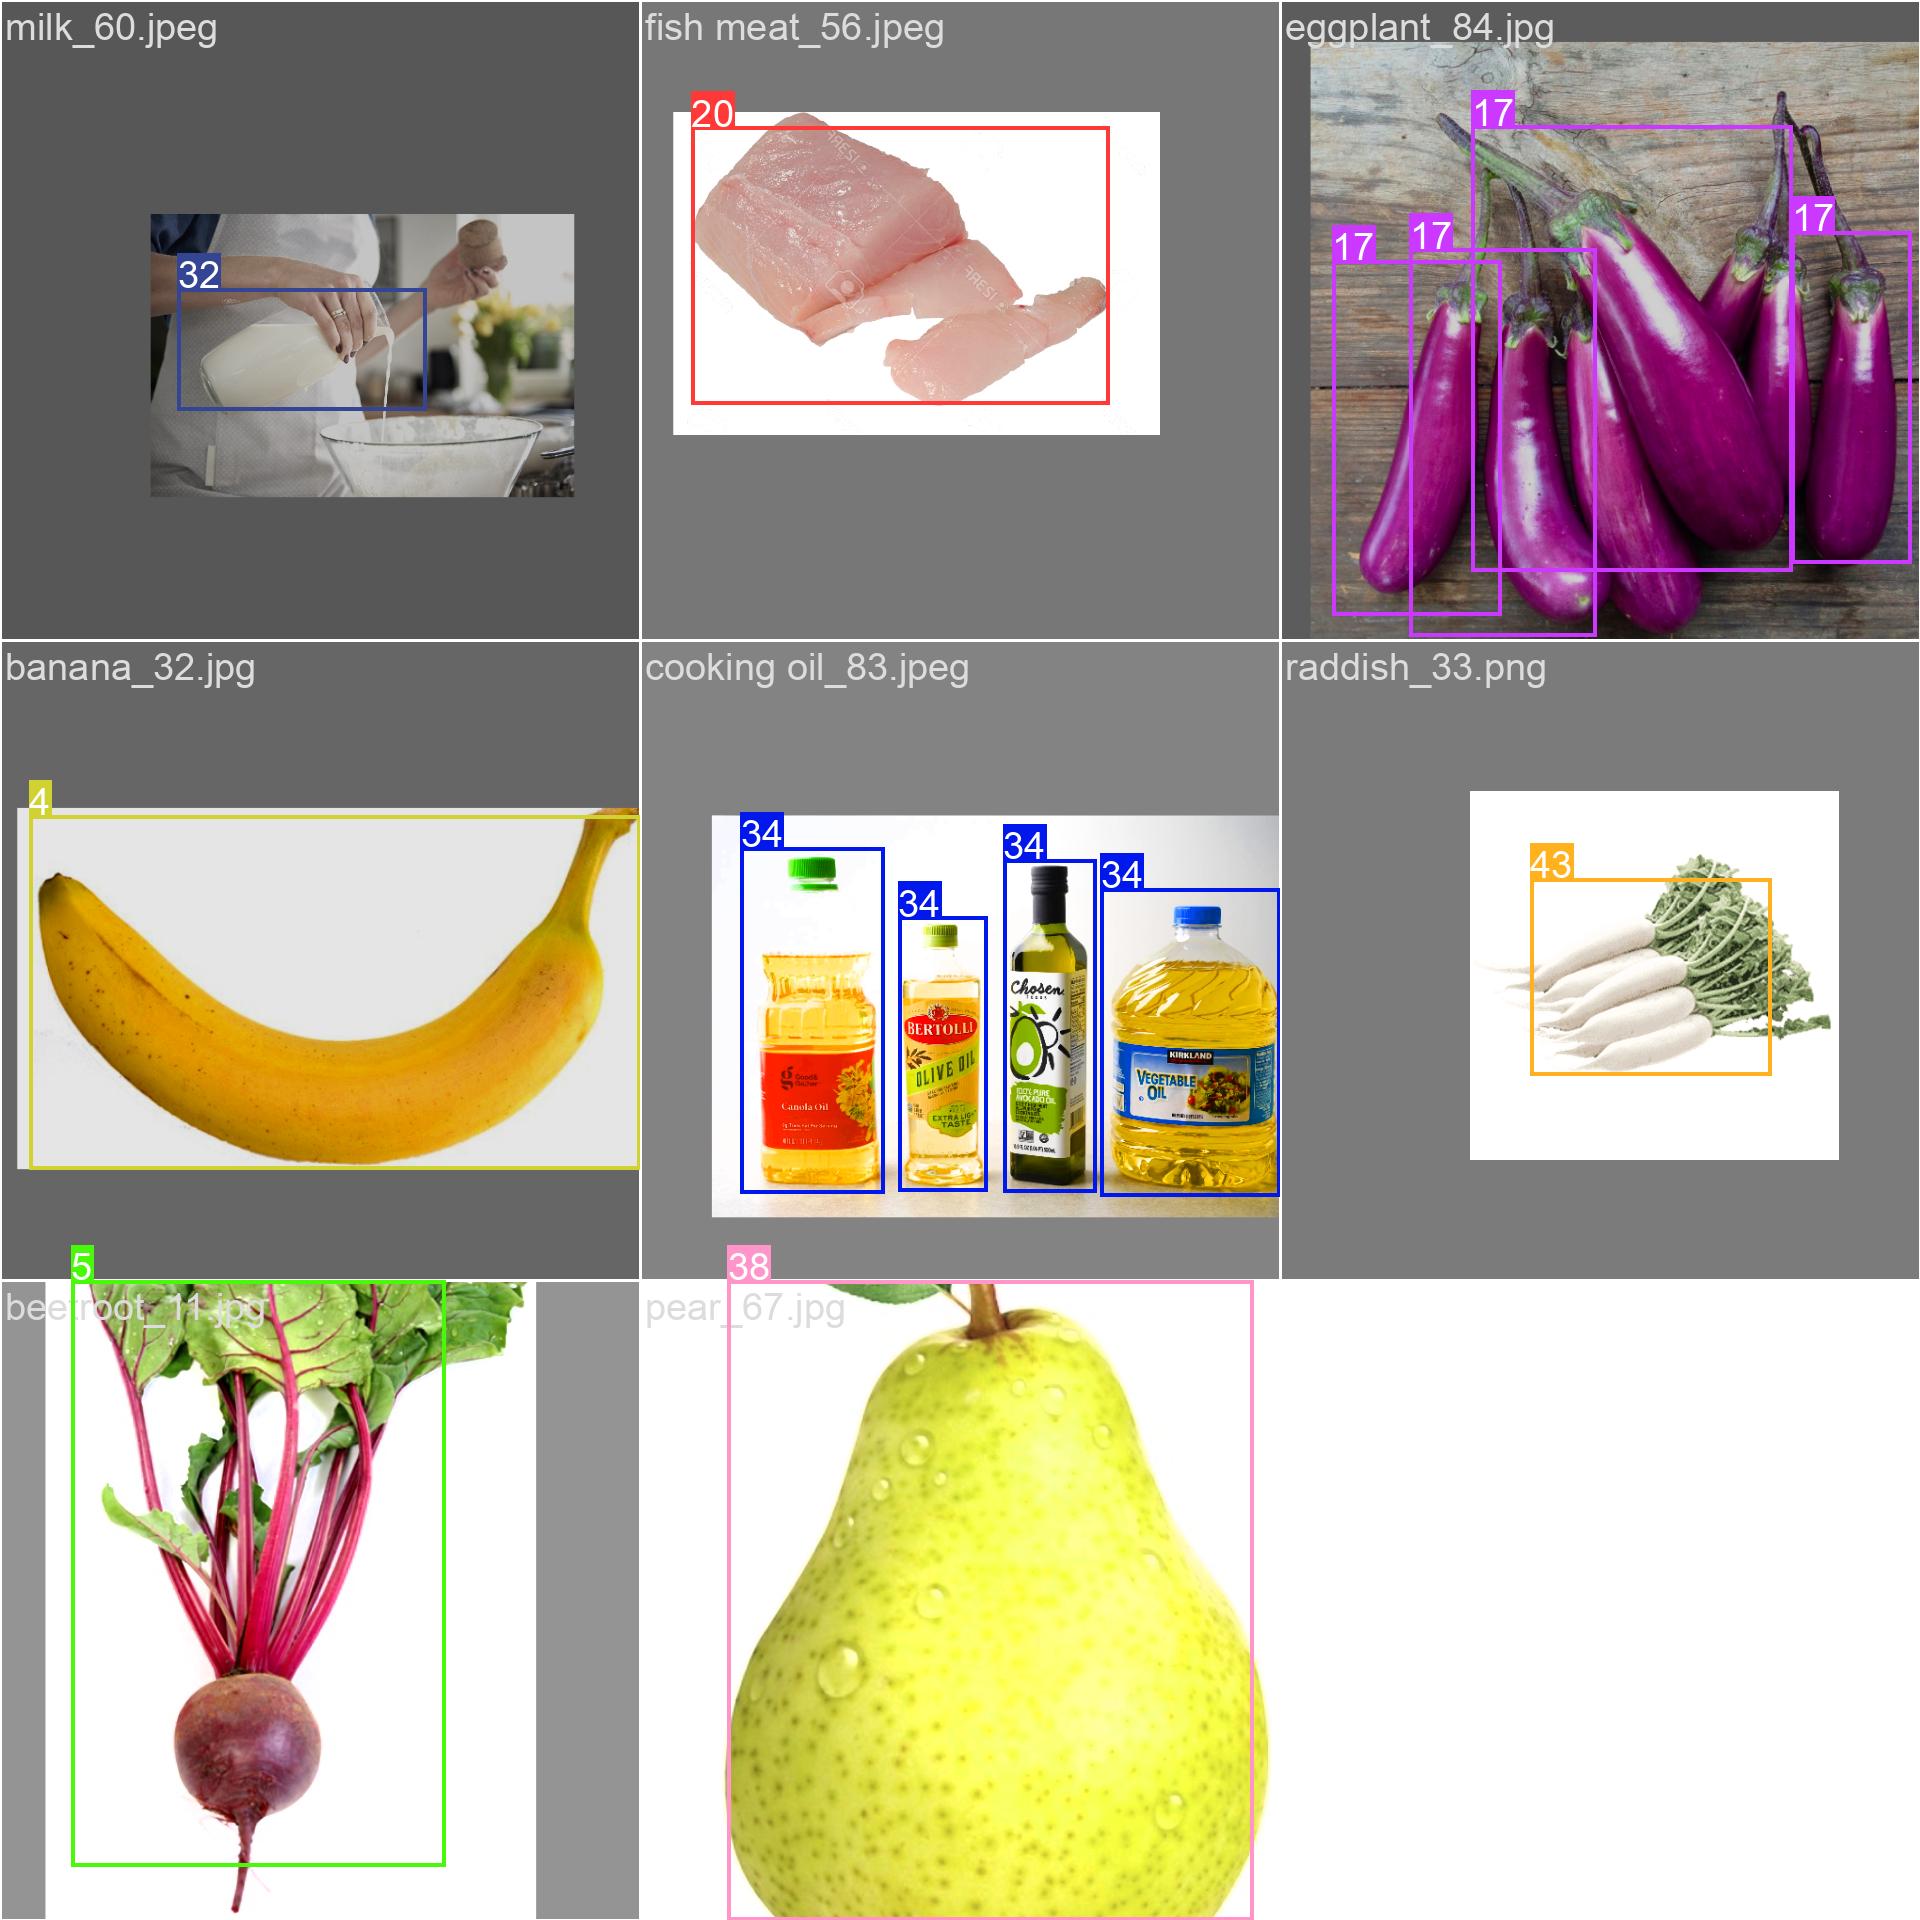 milk_60.jpeg
fish meat_56.jpeg
eggplant_84.jpg
20
17
17
17
17
32
banana_32.jpg
cooking oil_83.jpeg
raddish_33.png
4
34
34
34
34
43
Chosen
FOODS
BERTOLLI
OLIVE OIL
EXTRA LIGHT
TASTE
100% PURE
AVOCADO OIL
KIRKLAND
VEGETABLE
OIL
g Good & Gather
Canola Oil
5
38
beetroot_11.jpg
pear_67.jpg